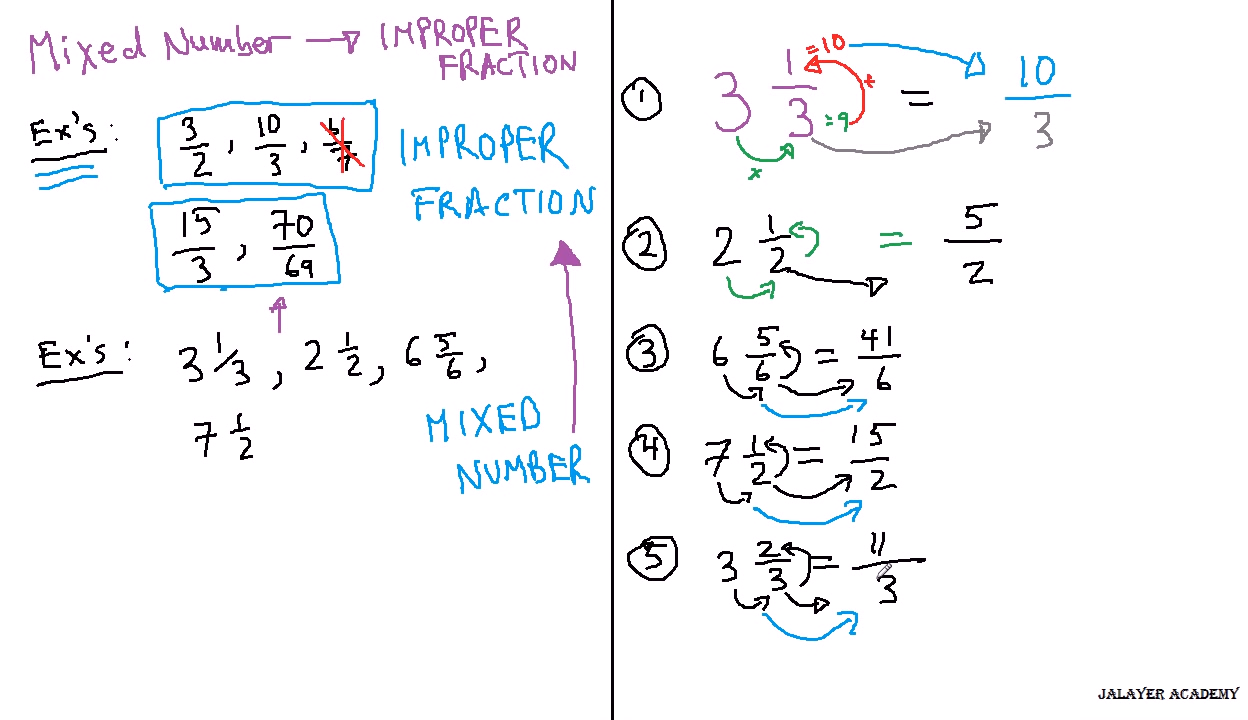 Mixed Number → IMPROPER
FRACTION
Ex's:
3/2, 10/3,
15/3, 70/69
IMPROPER
FRACTION
Ex's: 3 1/3, 2 1/2, 6 5/6,
7 1/2
MIXED
NUMBER
1 3 1/3 =10 + =9 x = 10/3
2 2 1/2 = 5/2
3 6 5/6 = 41/6
4 7 1/2 = 15/2
5 3 2/3 = 11/3
JALAYER ACADEMY